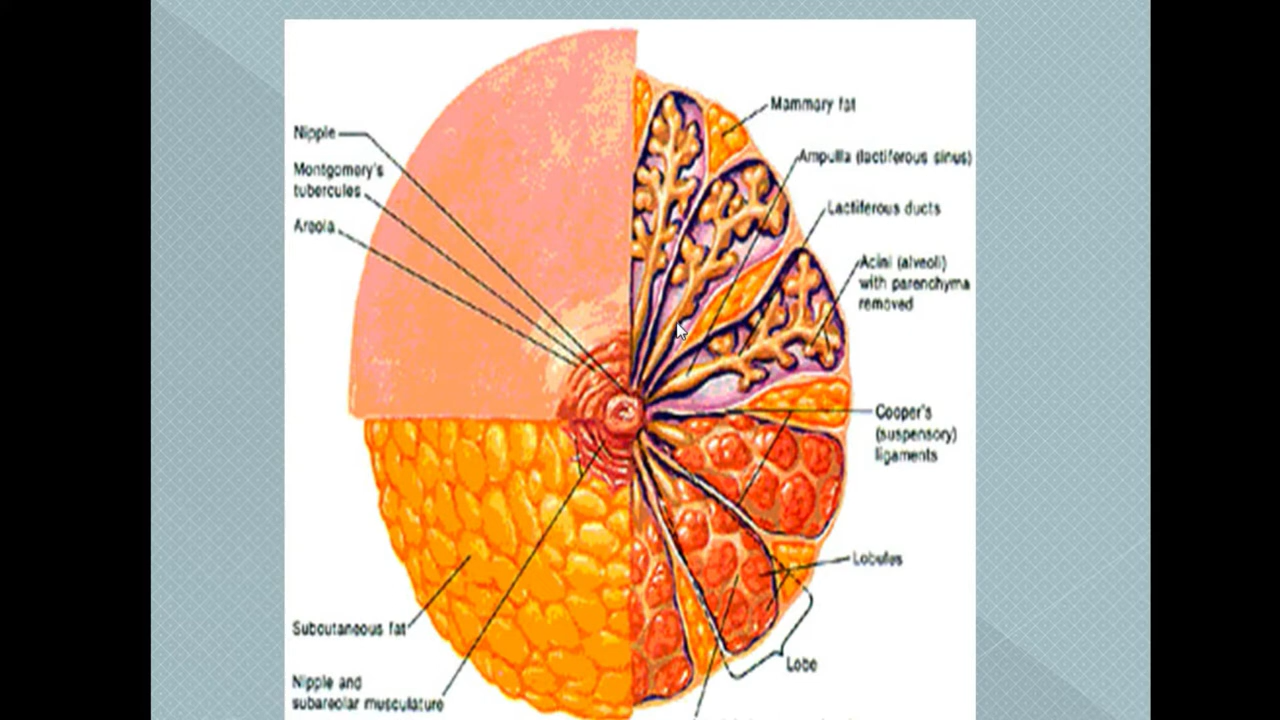 Nipple
Montgomery's
tubercules
Areola
Mammary fat
Ampulla (lactiferous sinus)
Lactiferous ducts
Acini (alveoli)
with parenchyma
removed
Cooper's
(suspensory)
ligaments
Lobules
Lobe
Subcutaneous fat
Nipple and
subareolar musculature